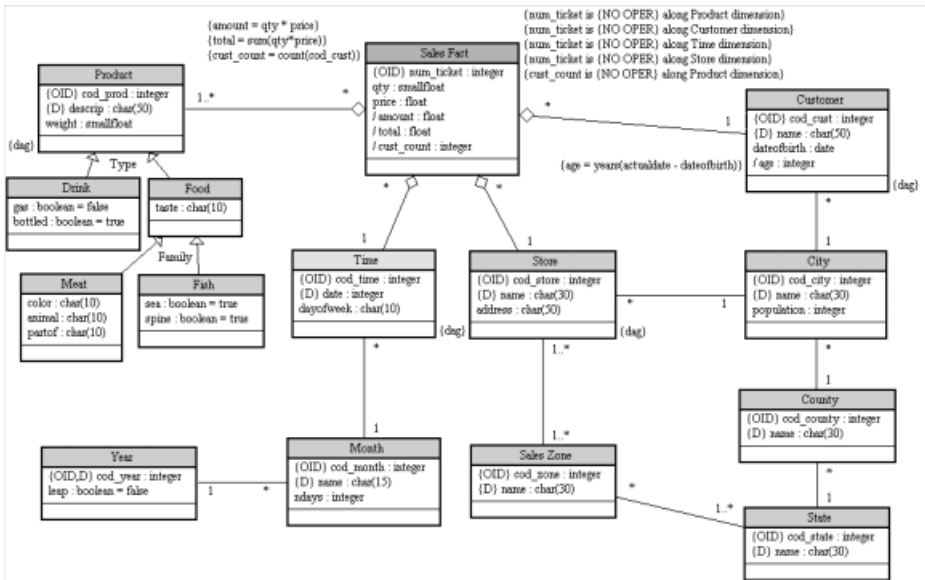 {amount = qty * price}
{total = sum(qty*price)}
{cust_count = count(cod_cust)}
{num_ticket is {NO OPER} along Product dimension}
{num_ticket is {NO OPER} along Customer dimension}
{num_ticket is {NO OPER} along Time dimension}
{num_ticket is {NO OPER} along Store dimension}
{cust_count is {NO OPER} along Product dimension}
Sales Fact
{OID} num_ticket : integer
qty : smallfloat
price : float
/ amount : float
/ total : float
/ cust_count : integer
Product
{OID} cod_prod : integer
{D} descrip : char(50)
weight : smallfloat
1..*
*
*
1
Customer
{OID} cod_cust : integer
{D} name : char(50)
dateofbirth : date
/ age : integer
{age = years(actualdate - dateofbirth)}
{dag}
{dag}
Type
Drink
gas : boolean = false
bottled : boolean = true
Food
taste : char(10)
Family
Meat
color : char(10)
animal : char(10)
partof : char(10)
Fish
sea : boolean = true
spine : boolean = true
*
1
*
1
*
1
Time
{OID} cod_time : integer
{D} date : integer
dayofweek : char(10)
{dag}
Store
{OID} cod_store : integer
{D} name : char(30)
address : char(50)
{dag}
*
1
City
{OID} cod_city : integer
{D} name : char(30)
population : integer
*
1
1..*
1..*
*
1
County
{OID} cod_county : integer
{D} name : char(30)
Year
{OID,D} cod_year : integer
leap : boolean = false
1
*
Month
{OID} cod_month : integer
{D} name : char(15)
ndays : integer
Sales Zone
{OID} cod_zone : integer
{D} name : char(30)
*
1..*
*
1
State
{OID} cod_state : integer
{D} name : char(30)